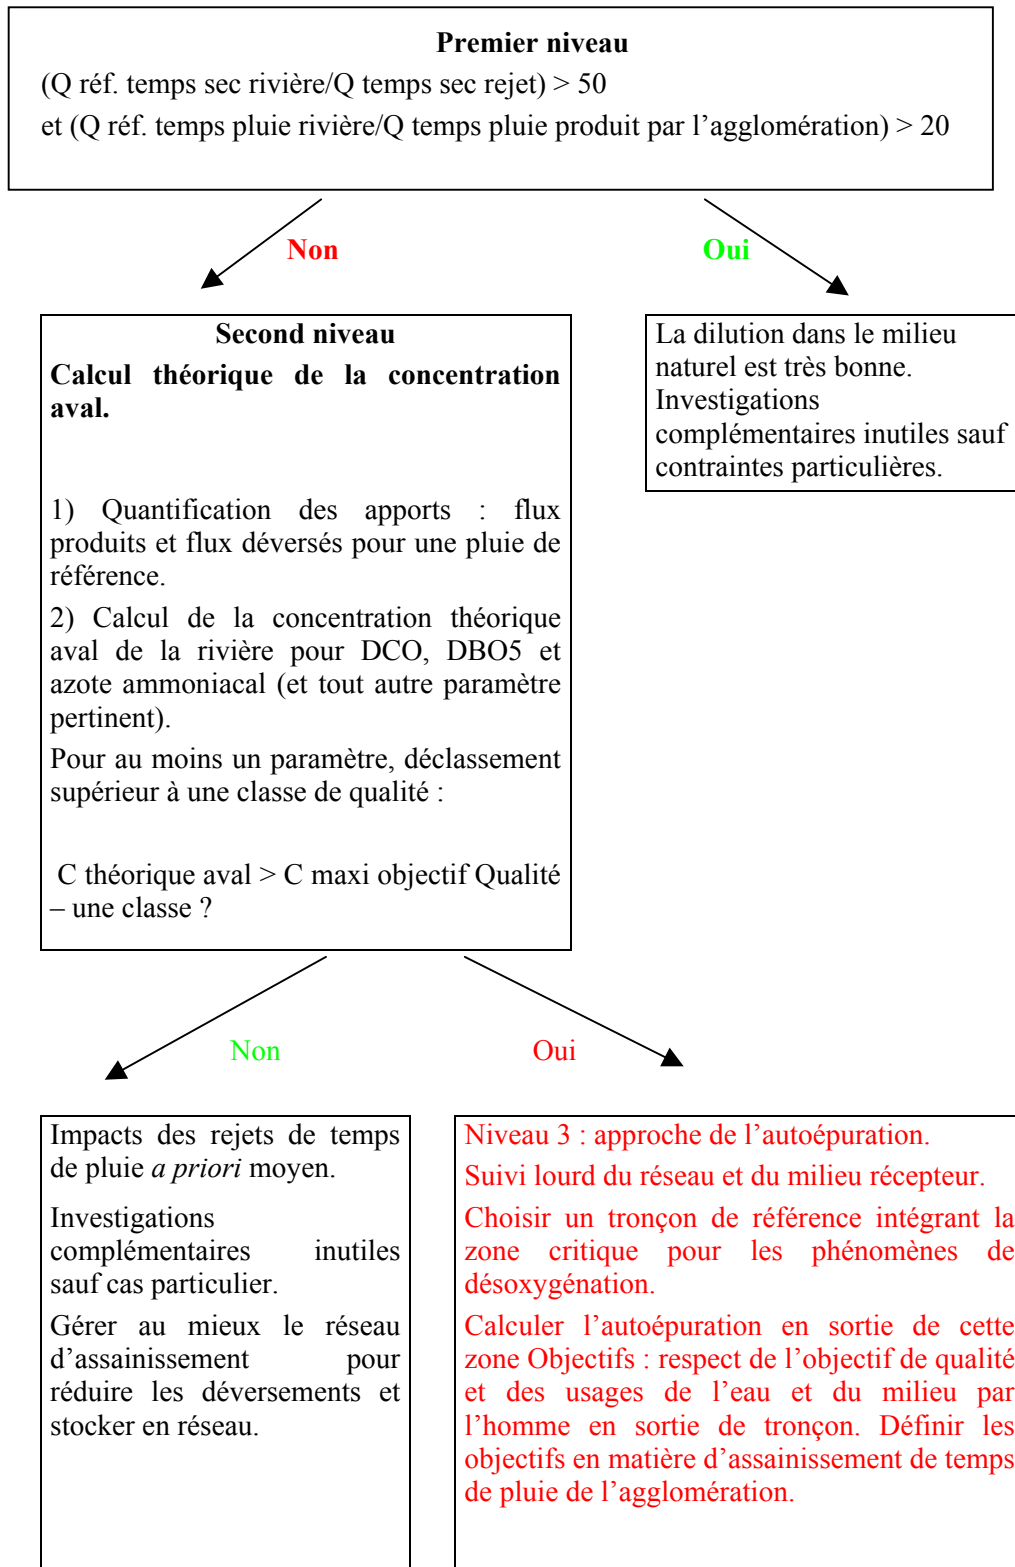 Premier niveau
(Q réf. temps sec rivière/Q temps sec rejet) > 50
et (Q réf. temps pluie rivière/Q temps pluie produit par l’agglomération) > 20
Non
Oui
Second niveau
Calcul théorique de la concentration
aval.
1) Quantification des apports : flux
produits et flux déversés pour une pluie de
référence.
2) Calcul de la concentration théorique
aval de la rivière pour DCO, DBO5 et
azote ammoniacal (et tout autre paramètre
pertinent).
Pour au moins un paramètre, déclassement
supérieur à une classe de qualité :
C théorique aval > C maxi objectif Qualité
– une classe ?
La dilution dans le milieu
naturel est très bonne.
Investigations
complémentaires inutiles sauf
contraintes particulières.
Non
Oui
Impacts des rejets de temps
de pluie a priori moyen.
Investigations
complémentaires inutiles
sauf cas particulier.
Gérer au mieux le réseau
d’assainissement pour
réduire les déversements et
stocker en réseau.
Niveau 3 : approche de l’autoépuration.
Suivi lourd du réseau et du milieu récepteur.
Choisir un tronçon de référence intégrant la
zone critique pour les phénomènes de
désoxygénation.
Calculer l’autoépuration en sortie de cette
zone Objectifs : respect de l’objectif de qualité
et des usages de l’eau et du milieu par
l’homme en sortie de tronçon. Définir les
objectifs en matière d’assainissement de temps
de pluie de l’agglomération.